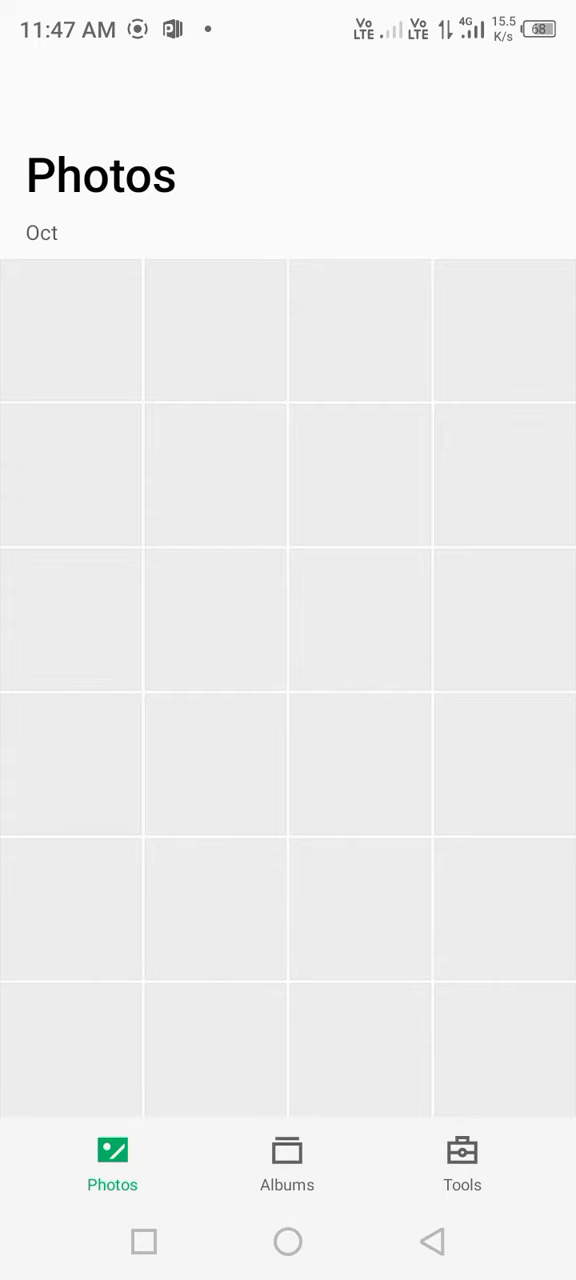 11:47 AM
Vo LTE Vo LTE 4G 15.5 K/s 68
Photos
Oct
Photos Albums Tools